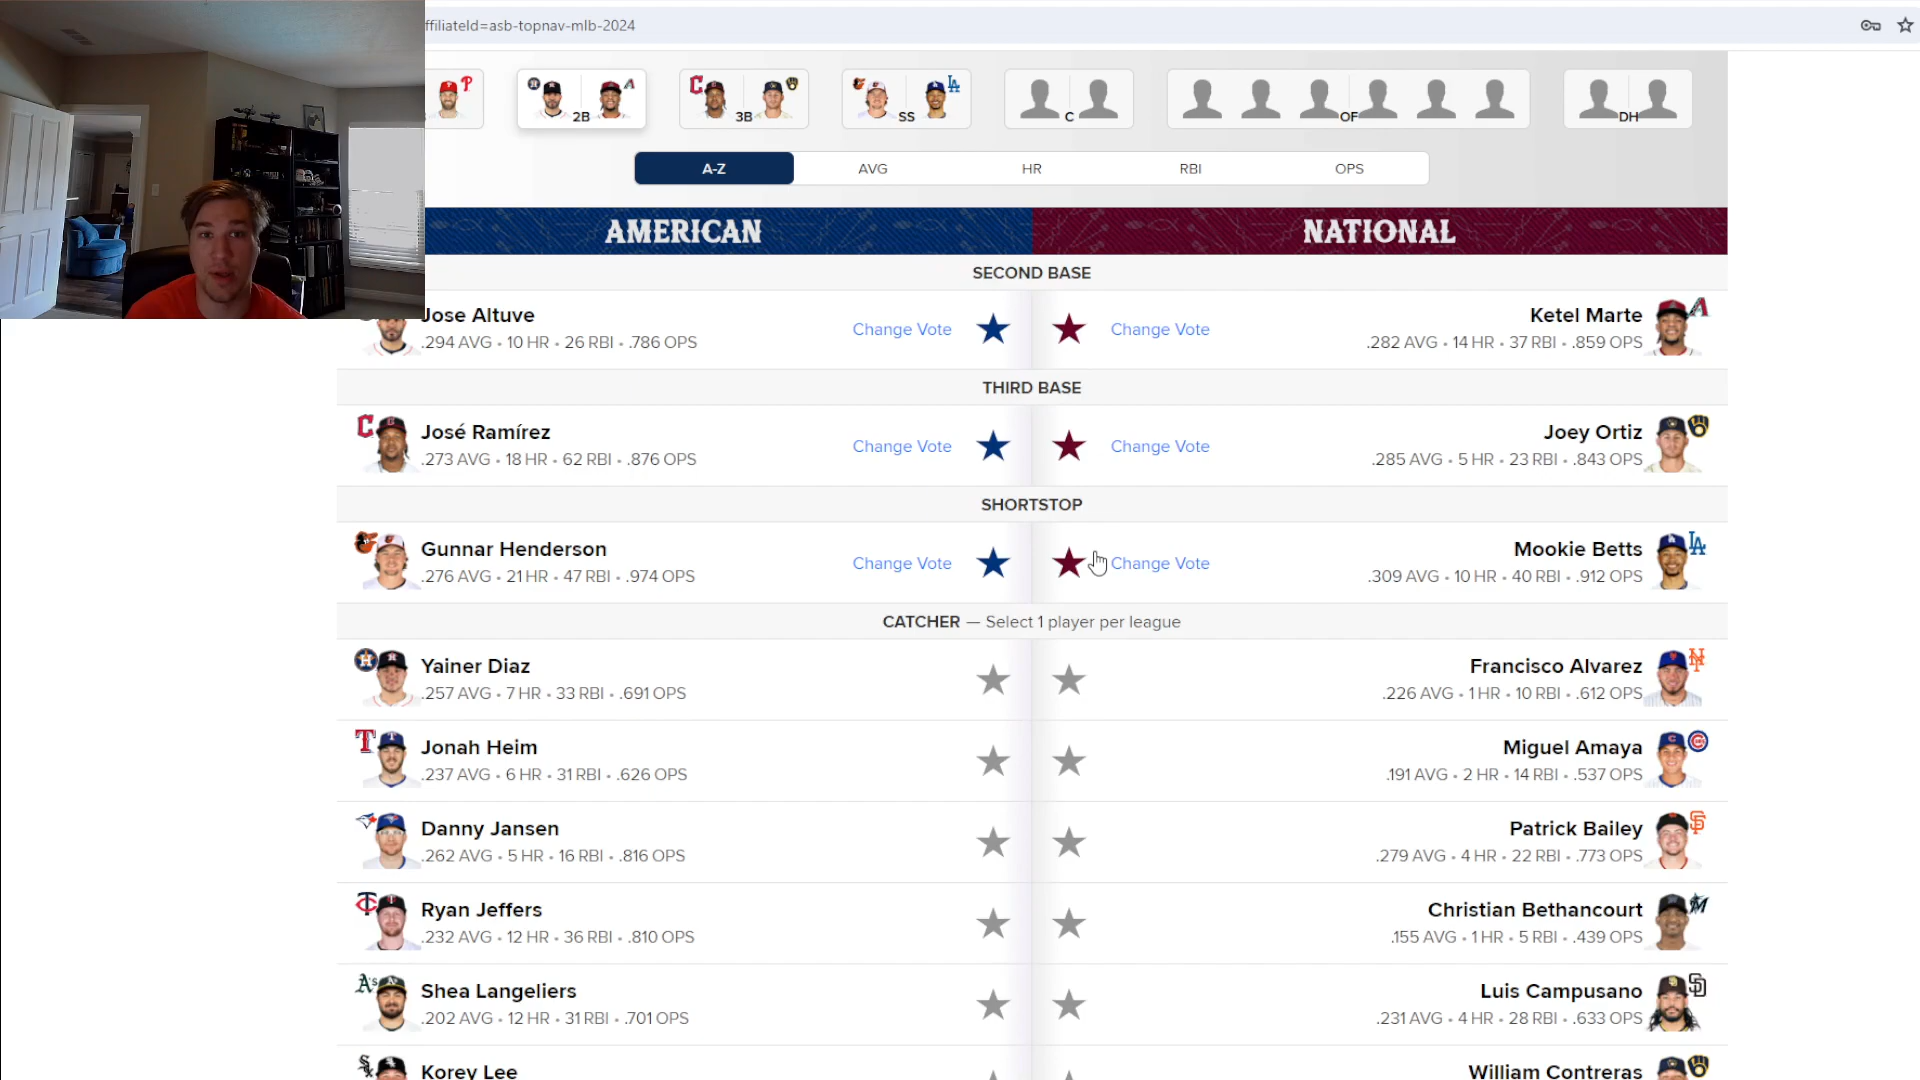 ffiliateId=asb-topnav-mlb-2024
2B
3B
SS
C
OF
DH
A-Z AVG HR RBI OPS
AMERICAN NATIONAL
SECOND BASE
Jose Altuve
.294 AVG • 10 HR • 26 RBI • .786 OPS
Change Vote
Change Vote
Ketel Marte
.282 AVG • 14 HR • 37 RBI • .859 OPS
THIRD BASE
José Ramírez
.273 AVG • 18 HR • 62 RBI • .876 OPS
Change Vote
Change Vote
Joey Ortiz
.285 AVG • 5 HR • 23 RBI • .843 OPS
SHORTSTOP
Gunnar Henderson
.276 AVG • 21 HR • 47 RBI • .974 OPS
Change Vote
Change Vote
Mookie Betts
.309 AVG • 10 HR • 40 RBI • .912 OPS
CATCHER — Select 1 player per league
Yainer Diaz
.257 AVG • 7 HR • 33 RBI • .691 OPS
Francisco Alvarez
.226 AVG • 1 HR • 10 RBI • .612 OPS
Jonah Heim
.237 AVG • 6 HR • 31 RBI • .626 OPS
Miguel Amaya
.191 AVG • 2 HR • 14 RBI • .537 OPS
Danny Jansen
.262 AVG • 5 HR • 16 RBI • .816 OPS
Patrick Bailey
.279 AVG • 4 HR • 22 RBI • .773 OPS
Ryan Jeffers
.232 AVG • 12 HR • 36 RBI • .810 OPS
Christian Bethancourt
.155 AVG • 1 HR • 5 RBI • .439 OPS
Shea Langeliers
.202 AVG • 12 HR • 31 RBI • .701 OPS
Luis Campusano
.231 AVG • 4 HR • 28 RBI • .633 OPS
Korey Lee
William Contreras